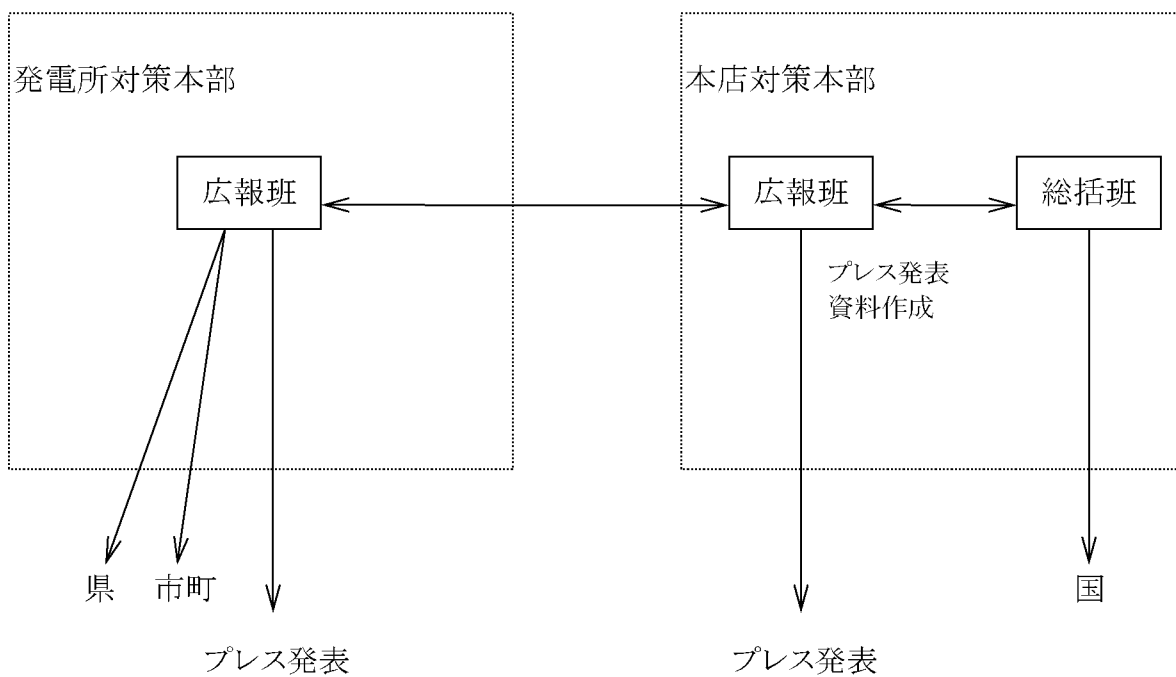 発電所対策本部
本店対策本部
広報班
広報班
総括班
プレス発表
資料作成
県
市町
国
プレス発表
プレス発表